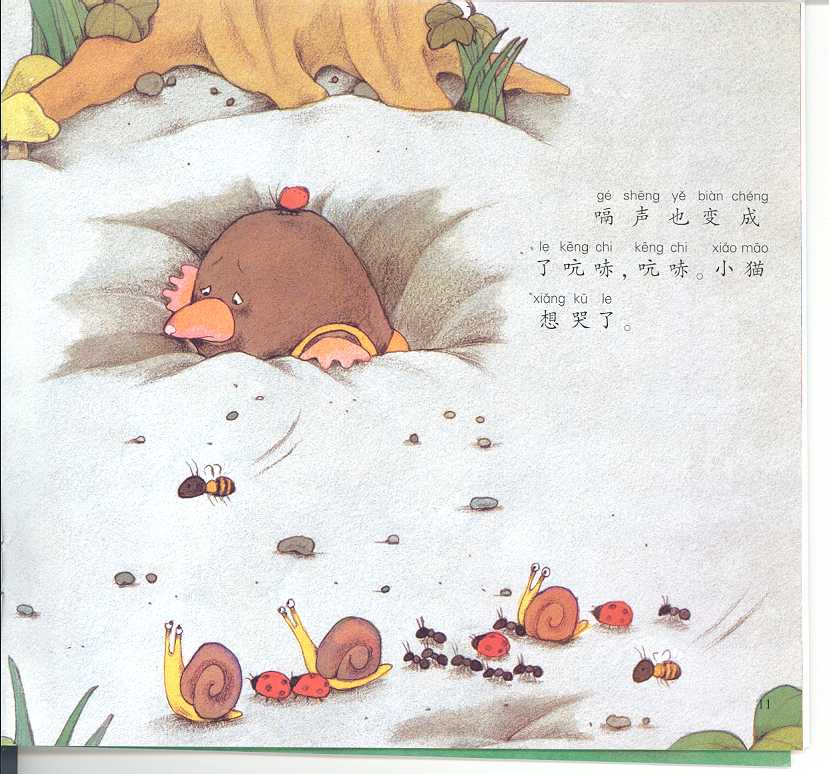 gé shēng yě biàn chéng
嗝声也变成
le kēng chi kēng chi xiǎo māo
了吭哧,吭哧。小猫
xiǎng kū le
想哭了。
11